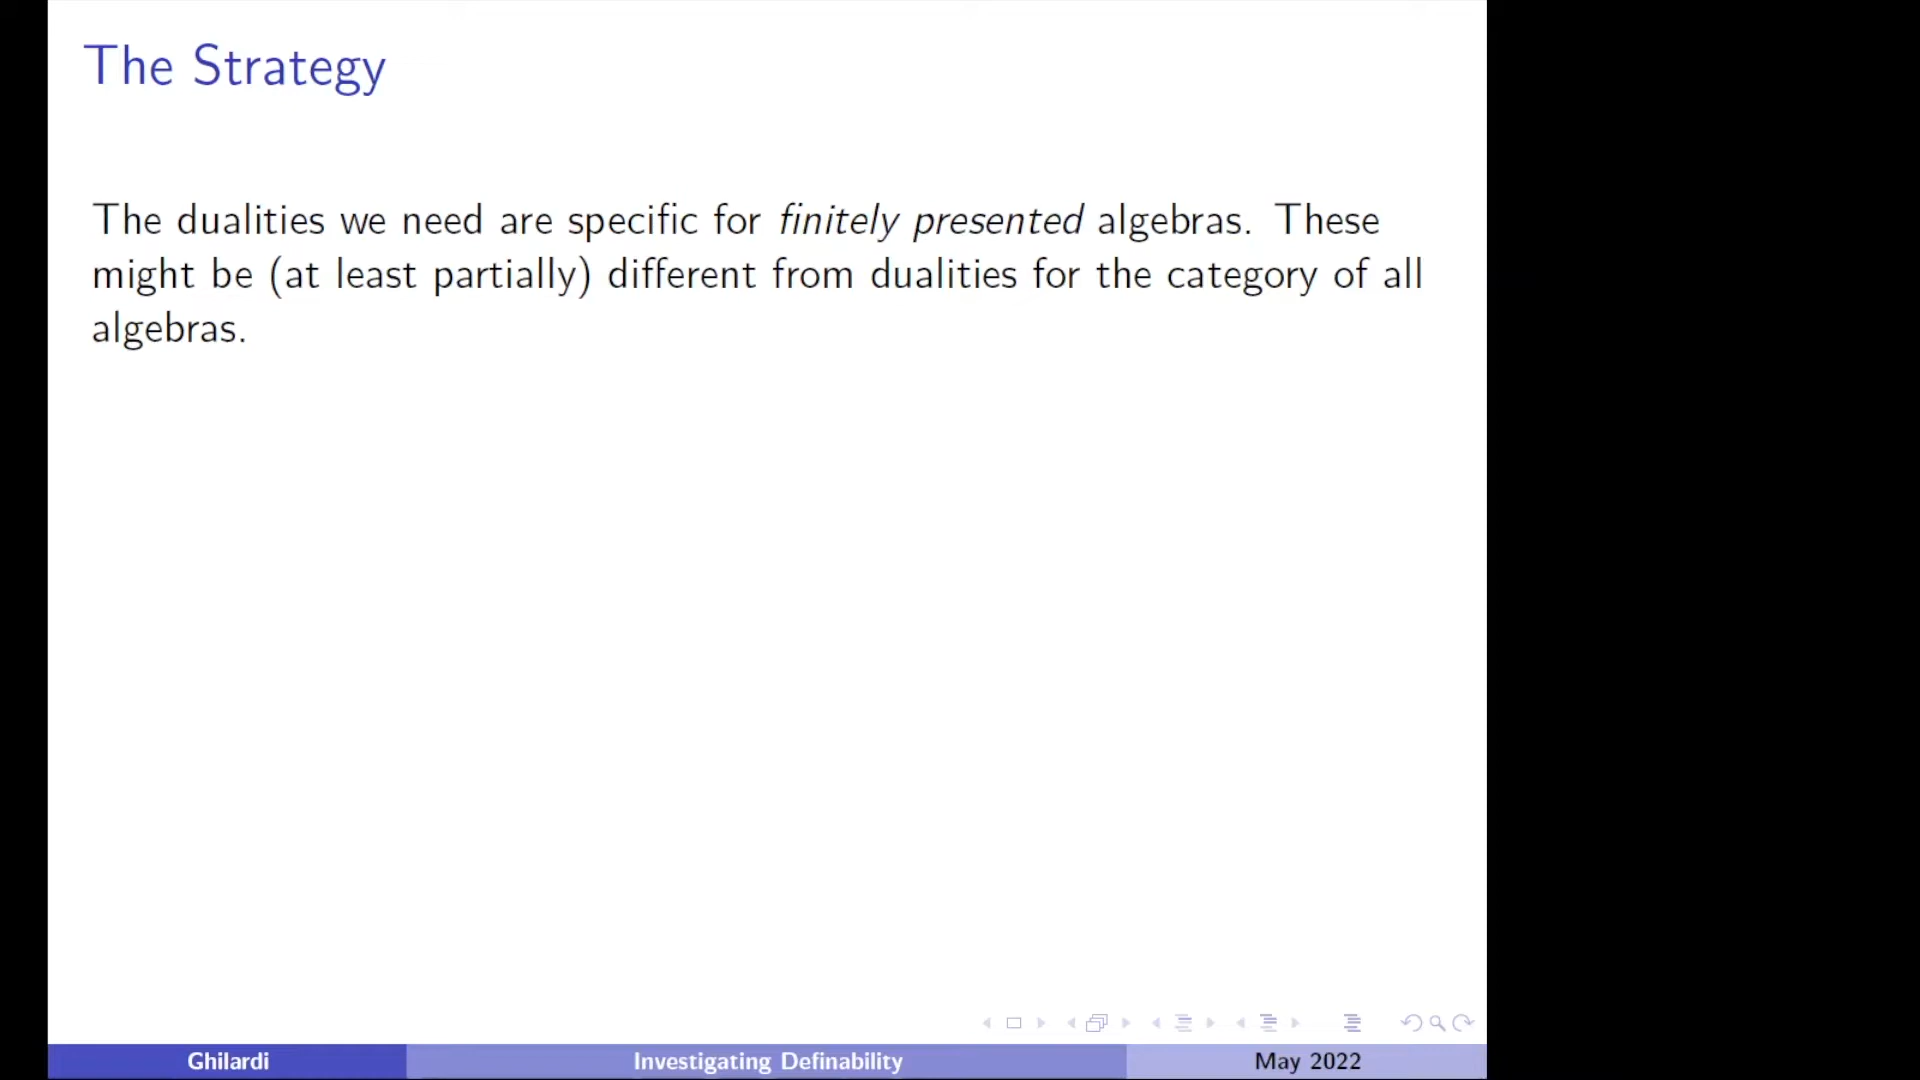 The Strategy
The dualities we need are specific for finitely presented algebras. These
might be (at least partially) different from dualities for the category of all
algebras.
Ghilardi
Investigating Definability
May 2022